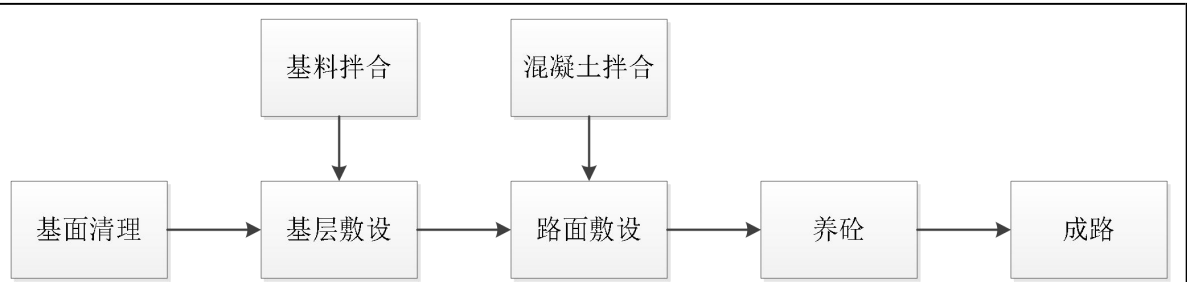 基料拌合
混凝土拌合
基面清理
基层敷设
路面敷设
养砼
成路